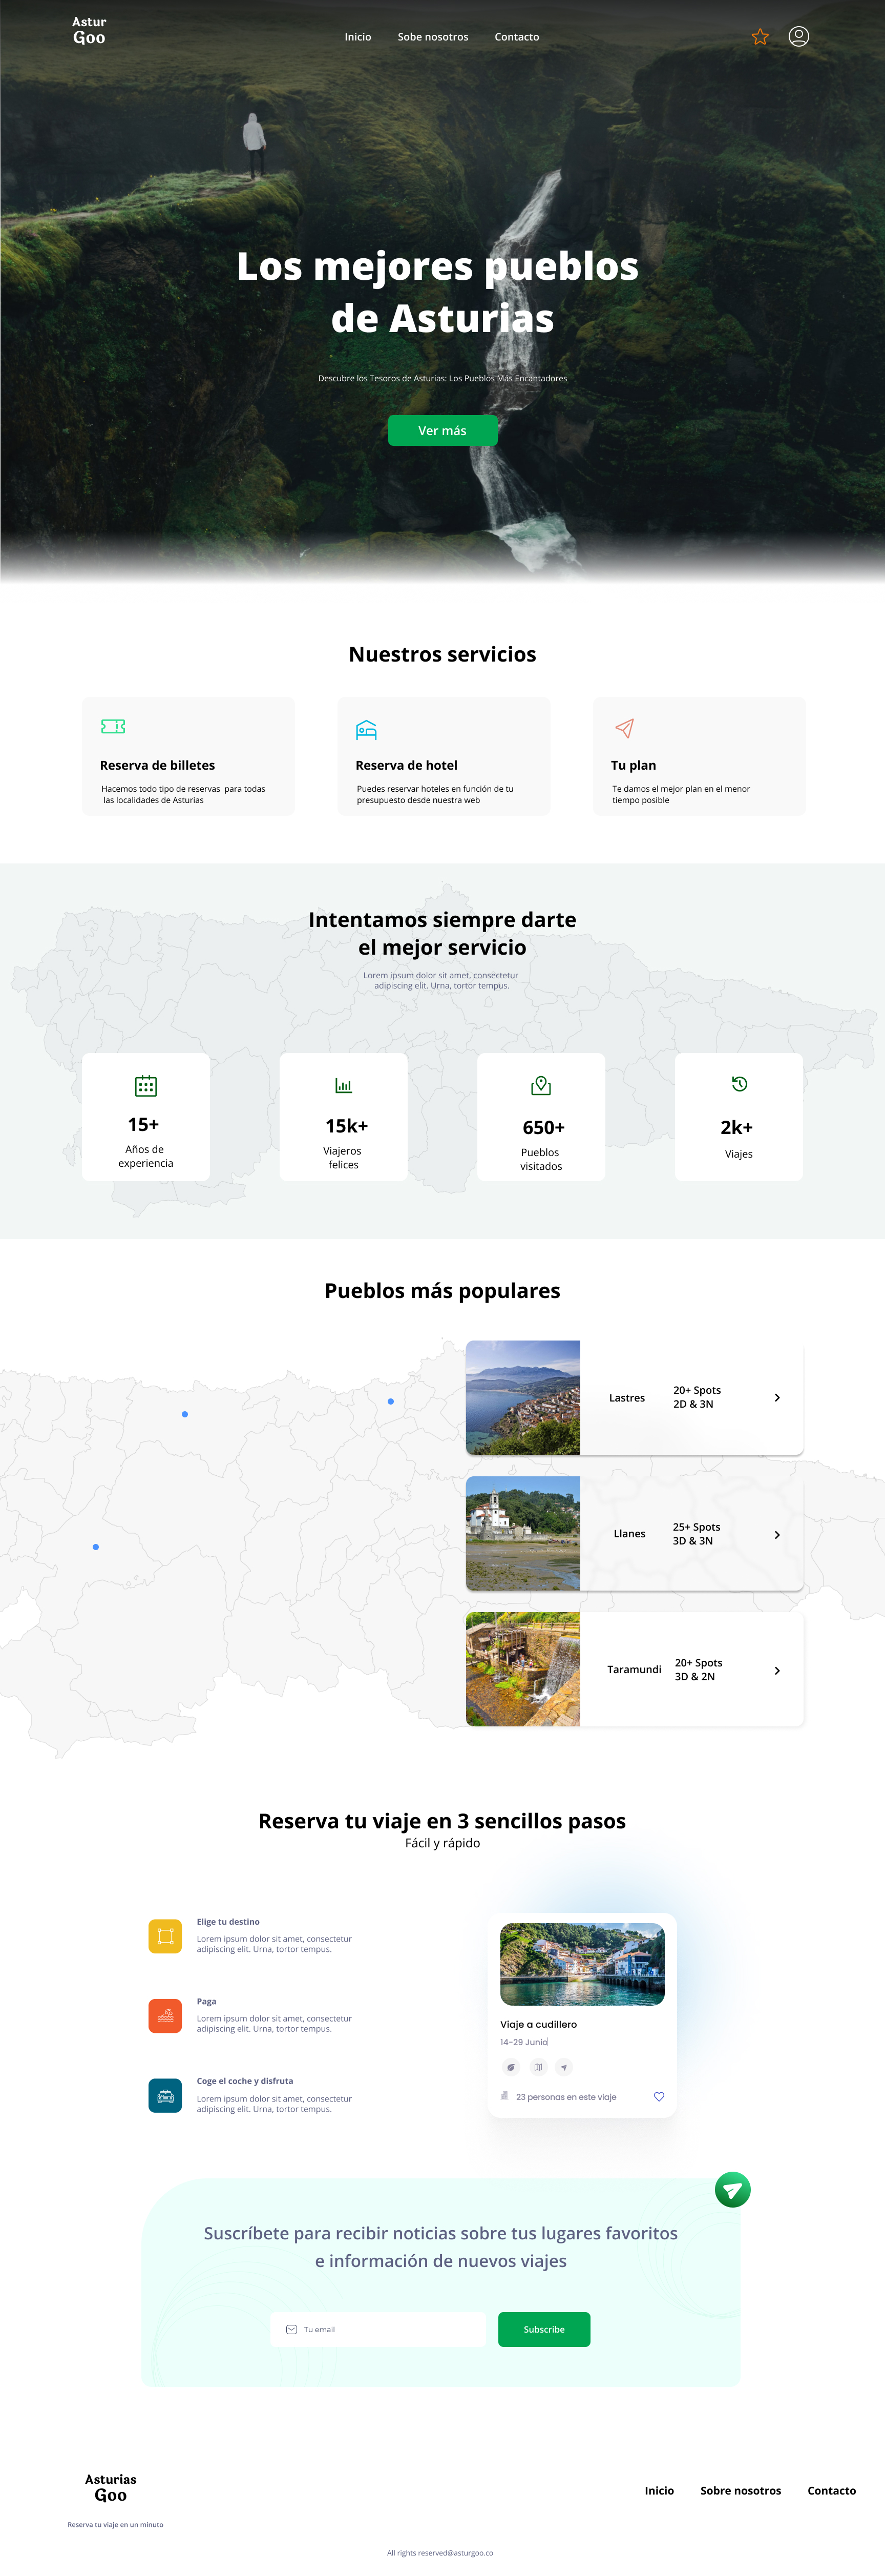 Astur
Goo
Inicio
Sobe nosotros
Contacto
Los mejores pueblos
de Asturias
Descubre los Tesoros de Asturias: Los Pueblos Más Encantadores
Ver más
Nuestros servicios
Reserva de billetes
Hacemos todo tipo de reservas para todas
las localidades de Asturias
Reserva de hotel
Puedes reservar hoteles en función de tu
presupuesto desde nuestra web
Tu plan
Te damos el mejor plan en el menor
tiempo posible
Intentamos siempre darte
el mejor servicio
Lorem ipsum dolor sit amet, consectetur
adipiscing elit. Urna, tortor tempus.
15+
Años de
experiencia
15k+
Viajeros
felices
650+
Pueblos
visitados
2k+
Viajes
Pueblos más populares
Lastres
20+ Spots
2D & 3N
Llanes
25+ Spots
3D & 3N
Taramundi
20+ Spots
3D & 2N
Reserva tu viaje en 3 sencillos pasos
Fácil y rápido
Elige tu destino
Lorem ipsum dolor sit amet, consectetur
adipiscing elit. Urna, tortor tempus.
Paga
Lorem ipsum dolor sit amet, consectetur
adipiscing elit. Urna, tortor tempus.
Coge el coche y disfruta
Lorem ipsum dolor sit amet, consectetur
adipiscing elit. Urna, tortor tempus.
Viaje a cudillero
14-29 Junid
23 personas en este viaje
Suscríbete para recibir noticias sobre tus lugares favoritos
e información de nuevos viajes
Tu email
Subscribe
Asturias
Goo
Reserva tu viaje en un minuto
Inicio
Sobre nosotros
Contacto
All rights reserved@asturgoo.co